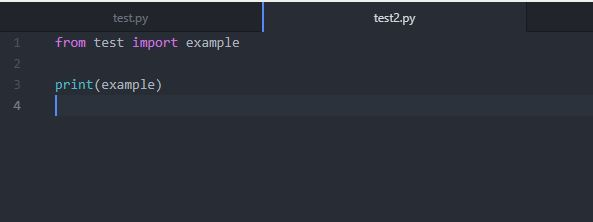 test.py test2.py
1 from test import example
2
3 print(example)
4